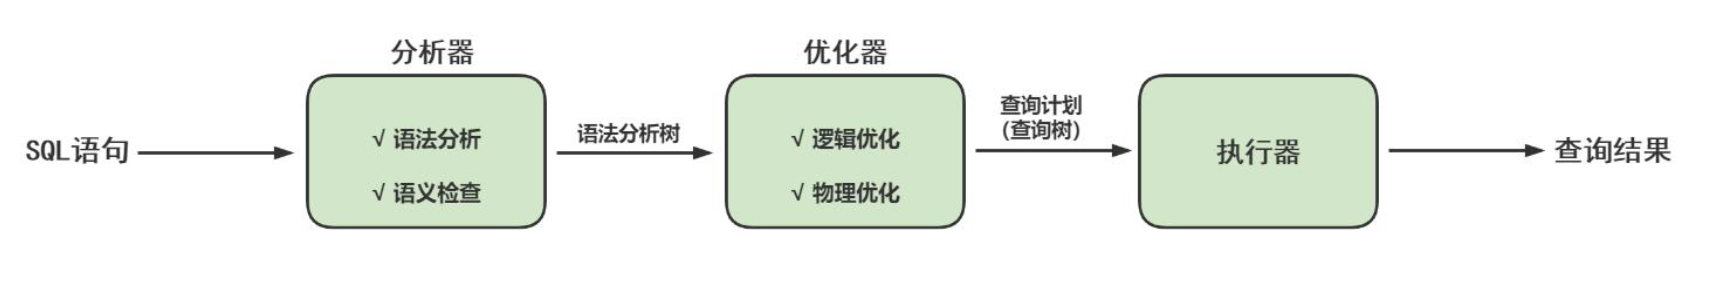 分析器
优化器
SQL语句
√ 语法分析
√ 语义检查
语法分析树
√ 逻辑优化
√ 物理优化
查询计划
(查询树)
执行器
查询结果